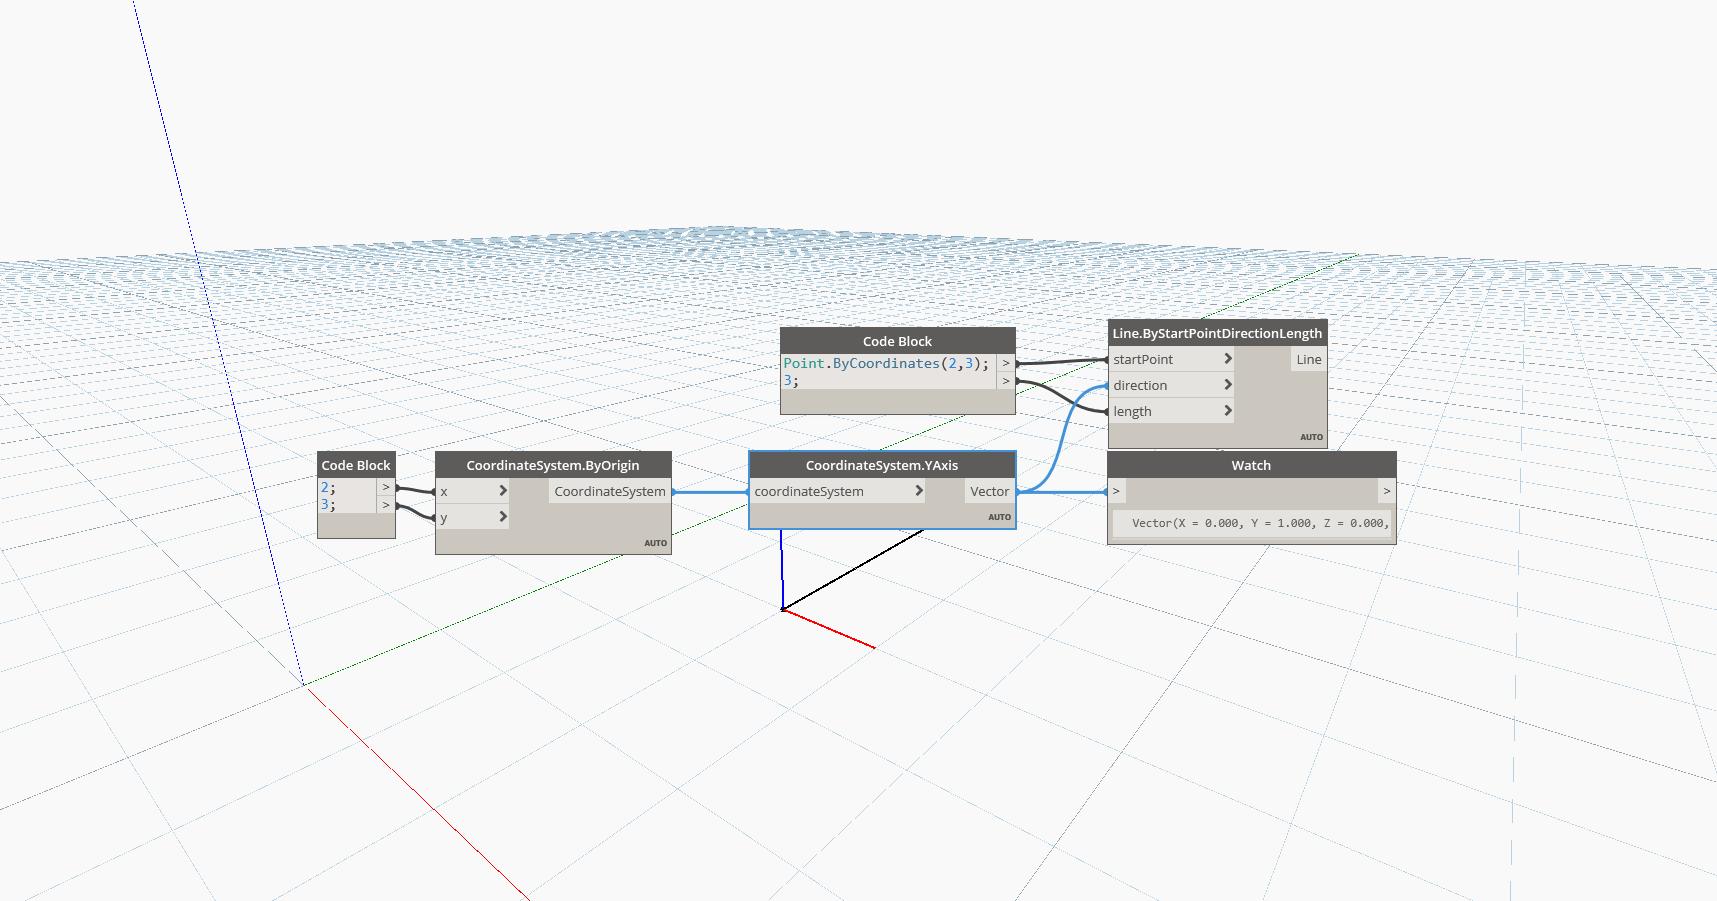 Code Block
2;
>
3;
>
CoordinateSystem.ByOrigin
x
CoordinateSystem
y
AUTO
Code Block
Point.ByCoordinates(2,3);
>
3;
>
CoordinateSystem.YAxis
coordinateSystem
Vector
AUTO
Line.ByStartPointDirectionLength
startPoint
Line
direction
length
AUTO
Watch
>
>
Vector(X = 0.000, Y = 1.000, Z = 0.000,